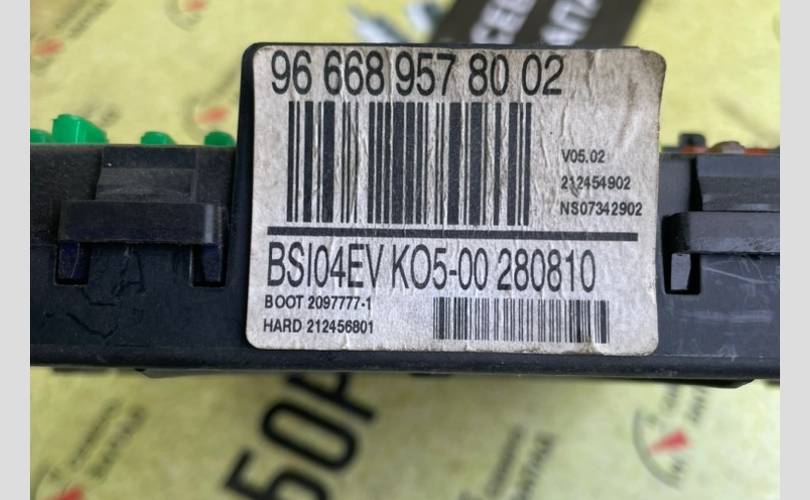 96 668 957 80 02
V05.02
212454902
NS07342902
BSI04EV KO5-00 280810
BOOT 2097777-1
HARD 212456801